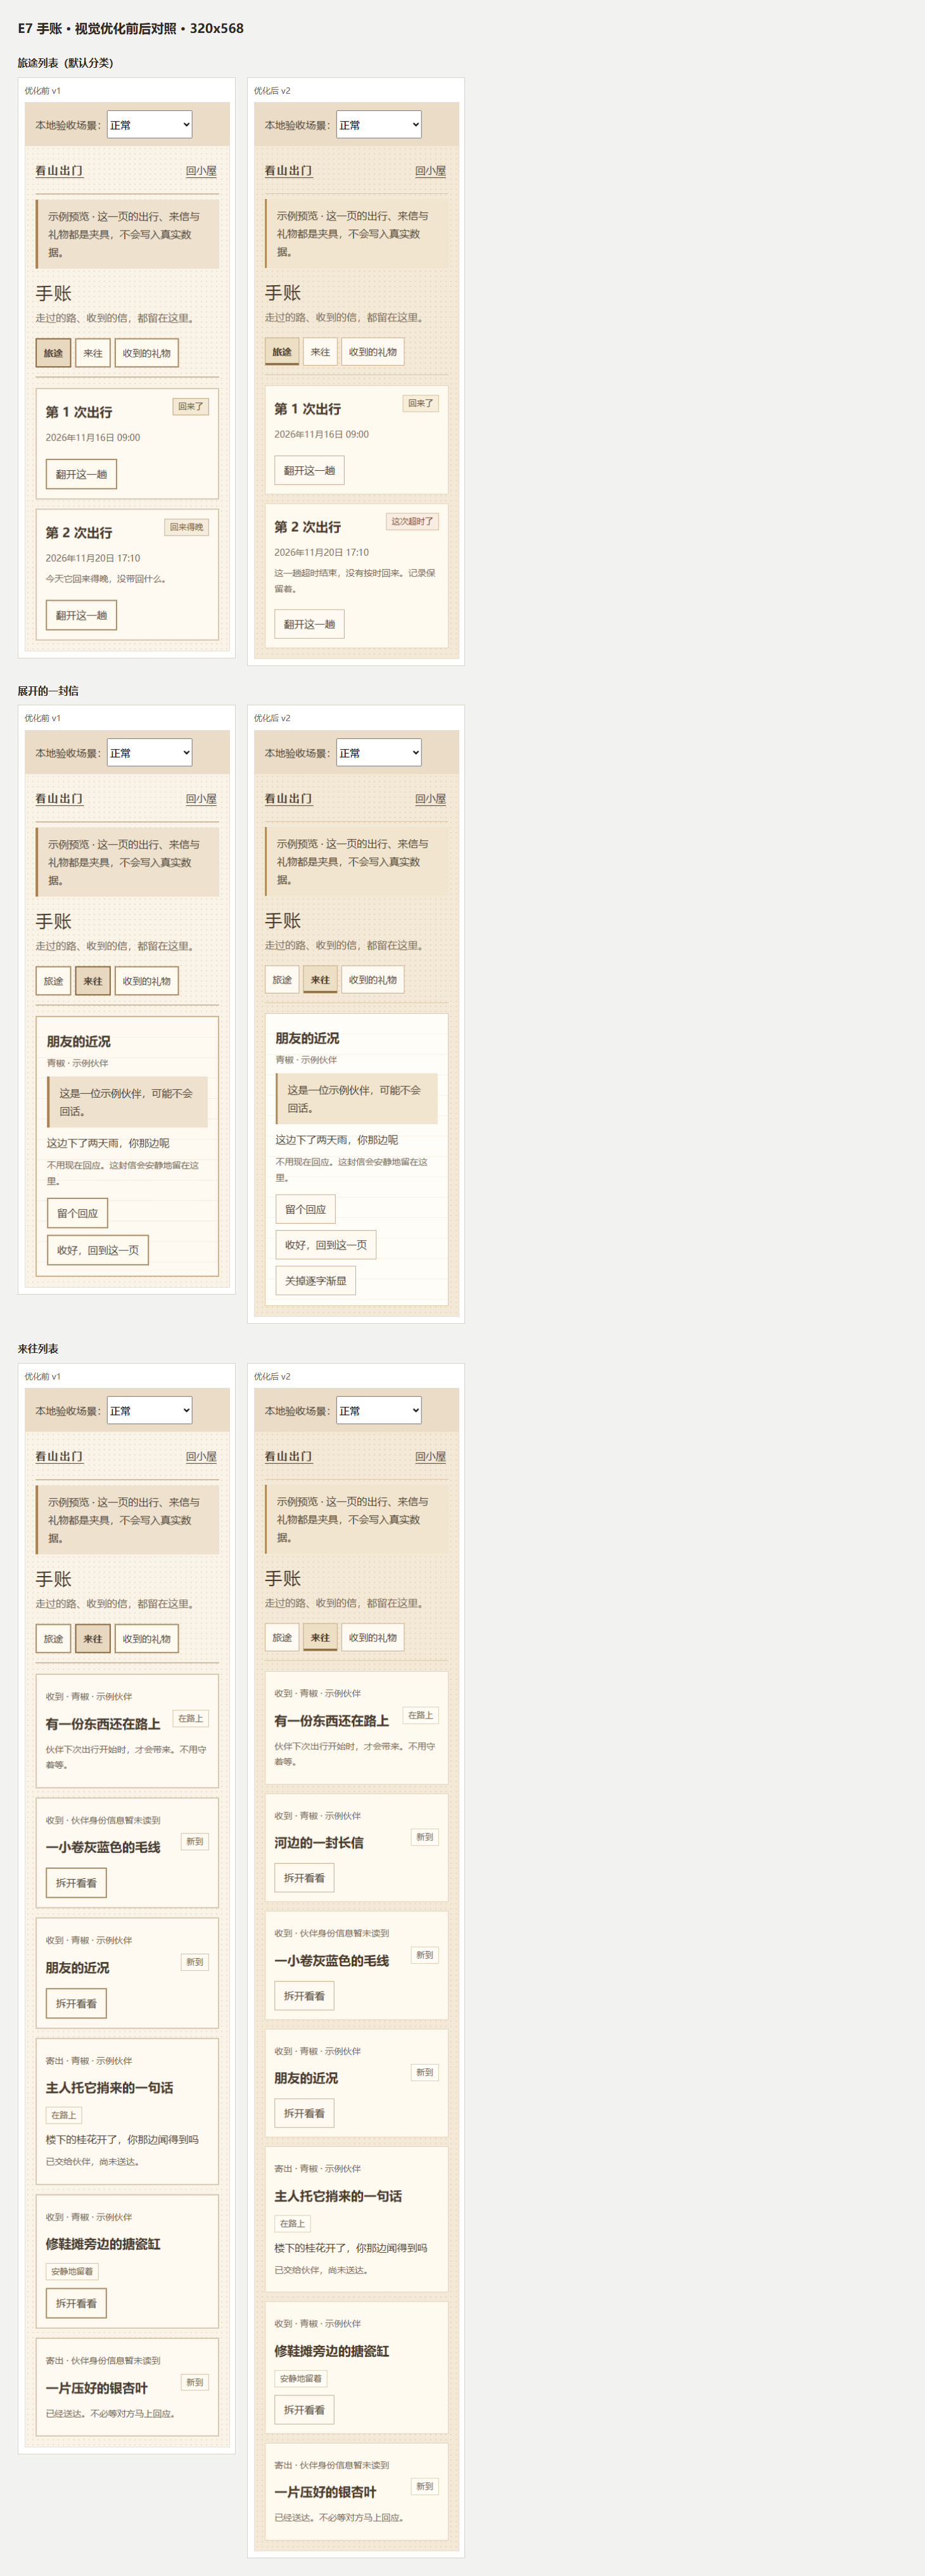 E7 手账 · 视觉优化前后对照 · 320x568
旅途列表（默认分类）
优化前 v1
本地验收场景：
正常
看山出门
回小屋
示例预览 · 这一页的出行、来信与
礼物都是夹具，不会写入真实数
据。
手账
走过的路、收到的信，都留在这里。
旅途
来往
收到的礼物
第 1 次出行
回来了
2026年11月16日 09:00
翻开这一趟
第 2 次出行
回来得晚
2026年11月20日 17:10
今天它回来得晚，没带回什么。
翻开这一趟
优化后 v2
本地验收场景：
正常
看山出门
回小屋
示例预览 · 这一页的出行、来信与
礼物都是夹具，不会写入真实数
据。
手账
走过的路、收到的信，都留在这里。
旅途
来往
收到的礼物
第 1 次出行
回来了
2026年11月16日 09:00
翻开这一趟
第 2 次出行
这次超时了
2026年11月20日 17:10
这一趟超时结束，没有按时回来。记录保
留着。
翻开这一趟
展开的一封信
优化前 v1
本地验收场景：
正常
看山出门
回小屋
示例预览 · 这一页的出行、来信与
礼物都是夹具，不会写入真实数
据。
手账
走过的路、收到的信，都留在这里。
旅途
来往
收到的礼物
朋友的近况
青椒 · 示例伙伴
这是一位示例伙伴，可能不会
回话。
这边下了两天雨，你那边呢
不用现在回应。这封信会安静地留在这
里。
留个回应
收好，回到这一页
优化后 v2
本地验收场景：
正常
看山出门
回小屋
示例预览 · 这一页的出行、来信与
礼物都是夹具，不会写入真实数
据。
手账
走过的路、收到的信，都留在这里。
旅途
来往
收到的礼物
朋友的近况
青椒 · 示例伙伴
这是一位示例伙伴，可能不会
回话。
这边下了两天雨，你那边呢
不用现在回应。这封信会安静地留在这
里。
留个回应
收好，回到这一页
关掉逐字渐显
来往列表
优化前 v1
本地验收场景：
正常
看山出门
回小屋
示例预览 · 这一页的出行、来信与
礼物都是夹具，不会写入真实数
据。
手账
走过的路、收到的信，都留在这里。
旅途
来往
收到的礼物
收到 · 青椒 · 示例伙伴
有一份东西还在路上
在路上
伙伴下次出行开始时，才会带来。不用守
着等。
收到 · 伙伴身份信息暂未读到
一小卷灰蓝色的毛线
新到
拆开看看
收到 · 青椒 · 示例伙伴
朋友的近况
新到
拆开看看
寄出 · 青椒 · 示例伙伴
主人托它捎来的一句话
在路上
楼下的桂花开了，你那边闻得到吗
已交给伙伴，尚未送达。
收到 · 青椒 · 示例伙伴
修鞋摊旁边的搪瓷缸
安静地留着
拆开看看
寄出 · 伙伴身份信息暂未读到
一片压好的银杏叶
新到
已经送达。不必等对方马上回应。
优化后 v2
本地验收场景：
正常
看山出门
回小屋
示例预览 · 这一页的出行、来信与
礼物都是夹具，不会写入真实数
据。
手账
走过的路、收到的信，都留在这里。
旅途
来往
收到的礼物
收到 · 青椒 · 示例伙伴
有一份东西还在路上
在路上
伙伴下次出行开始时，才会带来。不用守
着等。
收到 · 青椒 · 示例伙伴
河边的一封长信
新到
拆开看看
收到 · 伙伴身份信息暂未读到
一小卷灰蓝色的毛线
新到
拆开看看
收到 · 青椒 · 示例伙伴
朋友的近况
新到
拆开看看
寄出 · 青椒 · 示例伙伴
主人托它捎来的一句话
在路上
楼下的桂花开了，你那边闻得到吗
已交给伙伴，尚未送达。
收到 · 青椒 · 示例伙伴
修鞋摊旁边的搪瓷缸
安静地留着
拆开看看
寄出 · 伙伴身份信息暂未读到
一片压好的银杏叶
新到
已经送达。不必等对方马上回应。